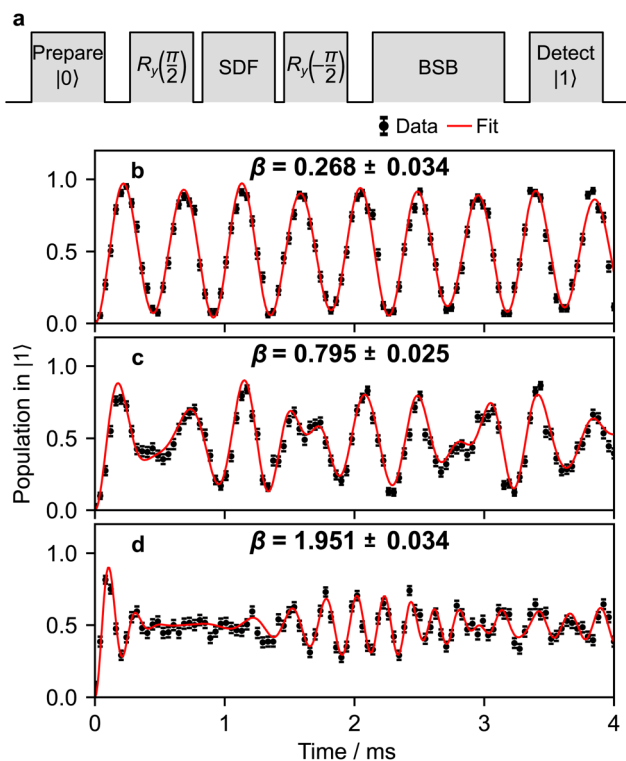 a
Prepare
|0⟩
R_y(π/2)
SDF
R_y(−π/2)
BSB
Detect
|1⟩
Data
Fit
b
β = 0.268 ± 0.034
1.0
0.5
0.0
c
β = 0.795 ± 0.025
1.0
0.5
0.0
Population in |1⟩
d
β = 1.951 ± 0.034
1.0
0.5
0.0
0 1 2 3 4
Time / ms